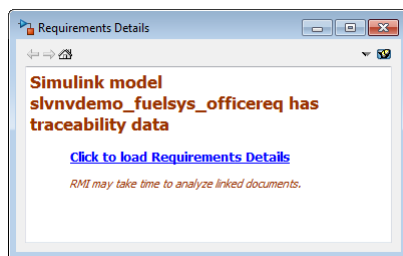 Requirements Details
Simulink model
slvnvdemo_fuelsys_officereq has
traceability data
Click to load Requirements Details
RMI may take time to analyze linked documents.